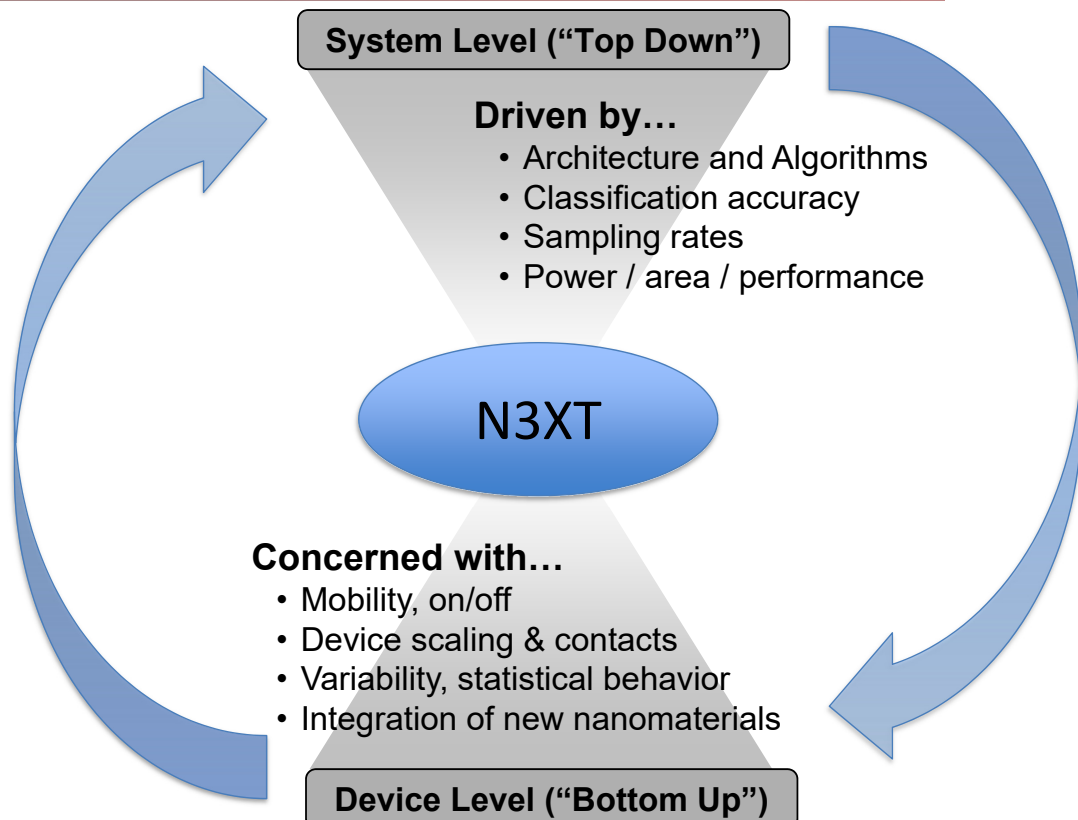 System Level (“Top Down”)
Driven by…
• Architecture and Algorithms
• Classification accuracy
• Sampling rates
• Power / area / performance
N3XT
Concerned with…
• Mobility, on/off
• Device scaling & contacts
• Variability, statistical behavior
• Integration of new nanomaterials
Device Level (“Bottom Up”)